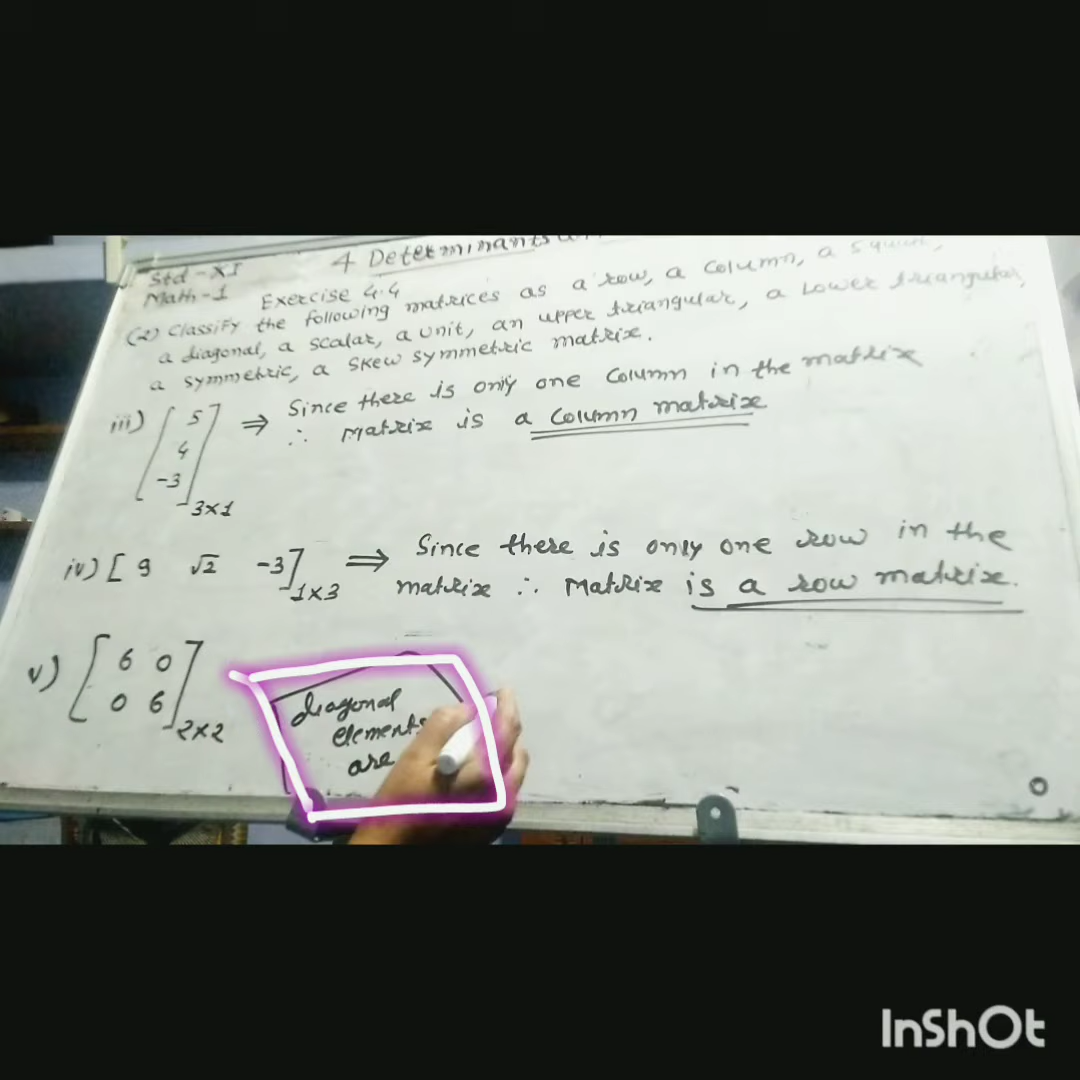 Std - XI
4 Determinants
Math - 1 Exercise 4.4
(2) Classify the following matrices as a row, a column, a square,
a diagonal, a scalar, a unit, an upper triangular, a lower triangular,
a symmetric, a skew symmetric matrix.
iii) [ 5 4 -3 ] 3×1 ⇒ Since there is only one column in the matrix
∴ matrix is a column matrix
iv) [ 9 √2 -3 ] 1×3 ⇒ Since there is only one row in the
matrix ∴ Matrix is a row matrix.
v) [ 6 0
0 6 ] 2×2
diagonal
elements
are
InShOt